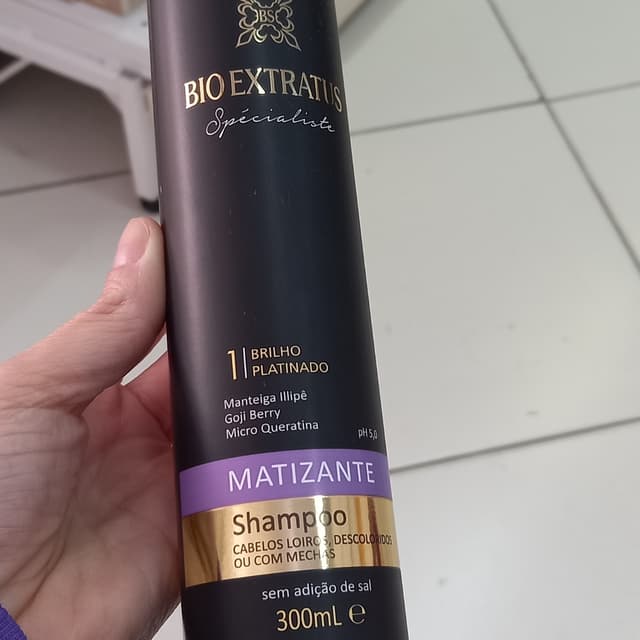 BSC
BIO EXTRATUS
Spécialiste
1 | BRILHO
PLATINADO
Manteiga Illipê
Goji Berry
Micro Queratina
pH 5,0
MATIZANTE
Shampoo
CABELOS LOIROS, DESCOLORIDOS
OU COM MECHAS
sem adição de sal
300mL e